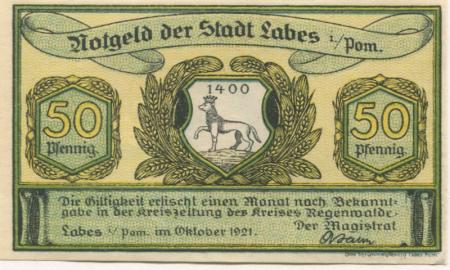 Notgeld der Stadt Labes i/Pom.
1400
50
Pfennig.
50
Pfennig.
Die Gültigkeit erlischt einen Monat nach Bekannt-
gabe in der Kreiszeitung des Kreises Regenwalde.
Labes i/Pom. im Oktober 1921.
Der Magistrat